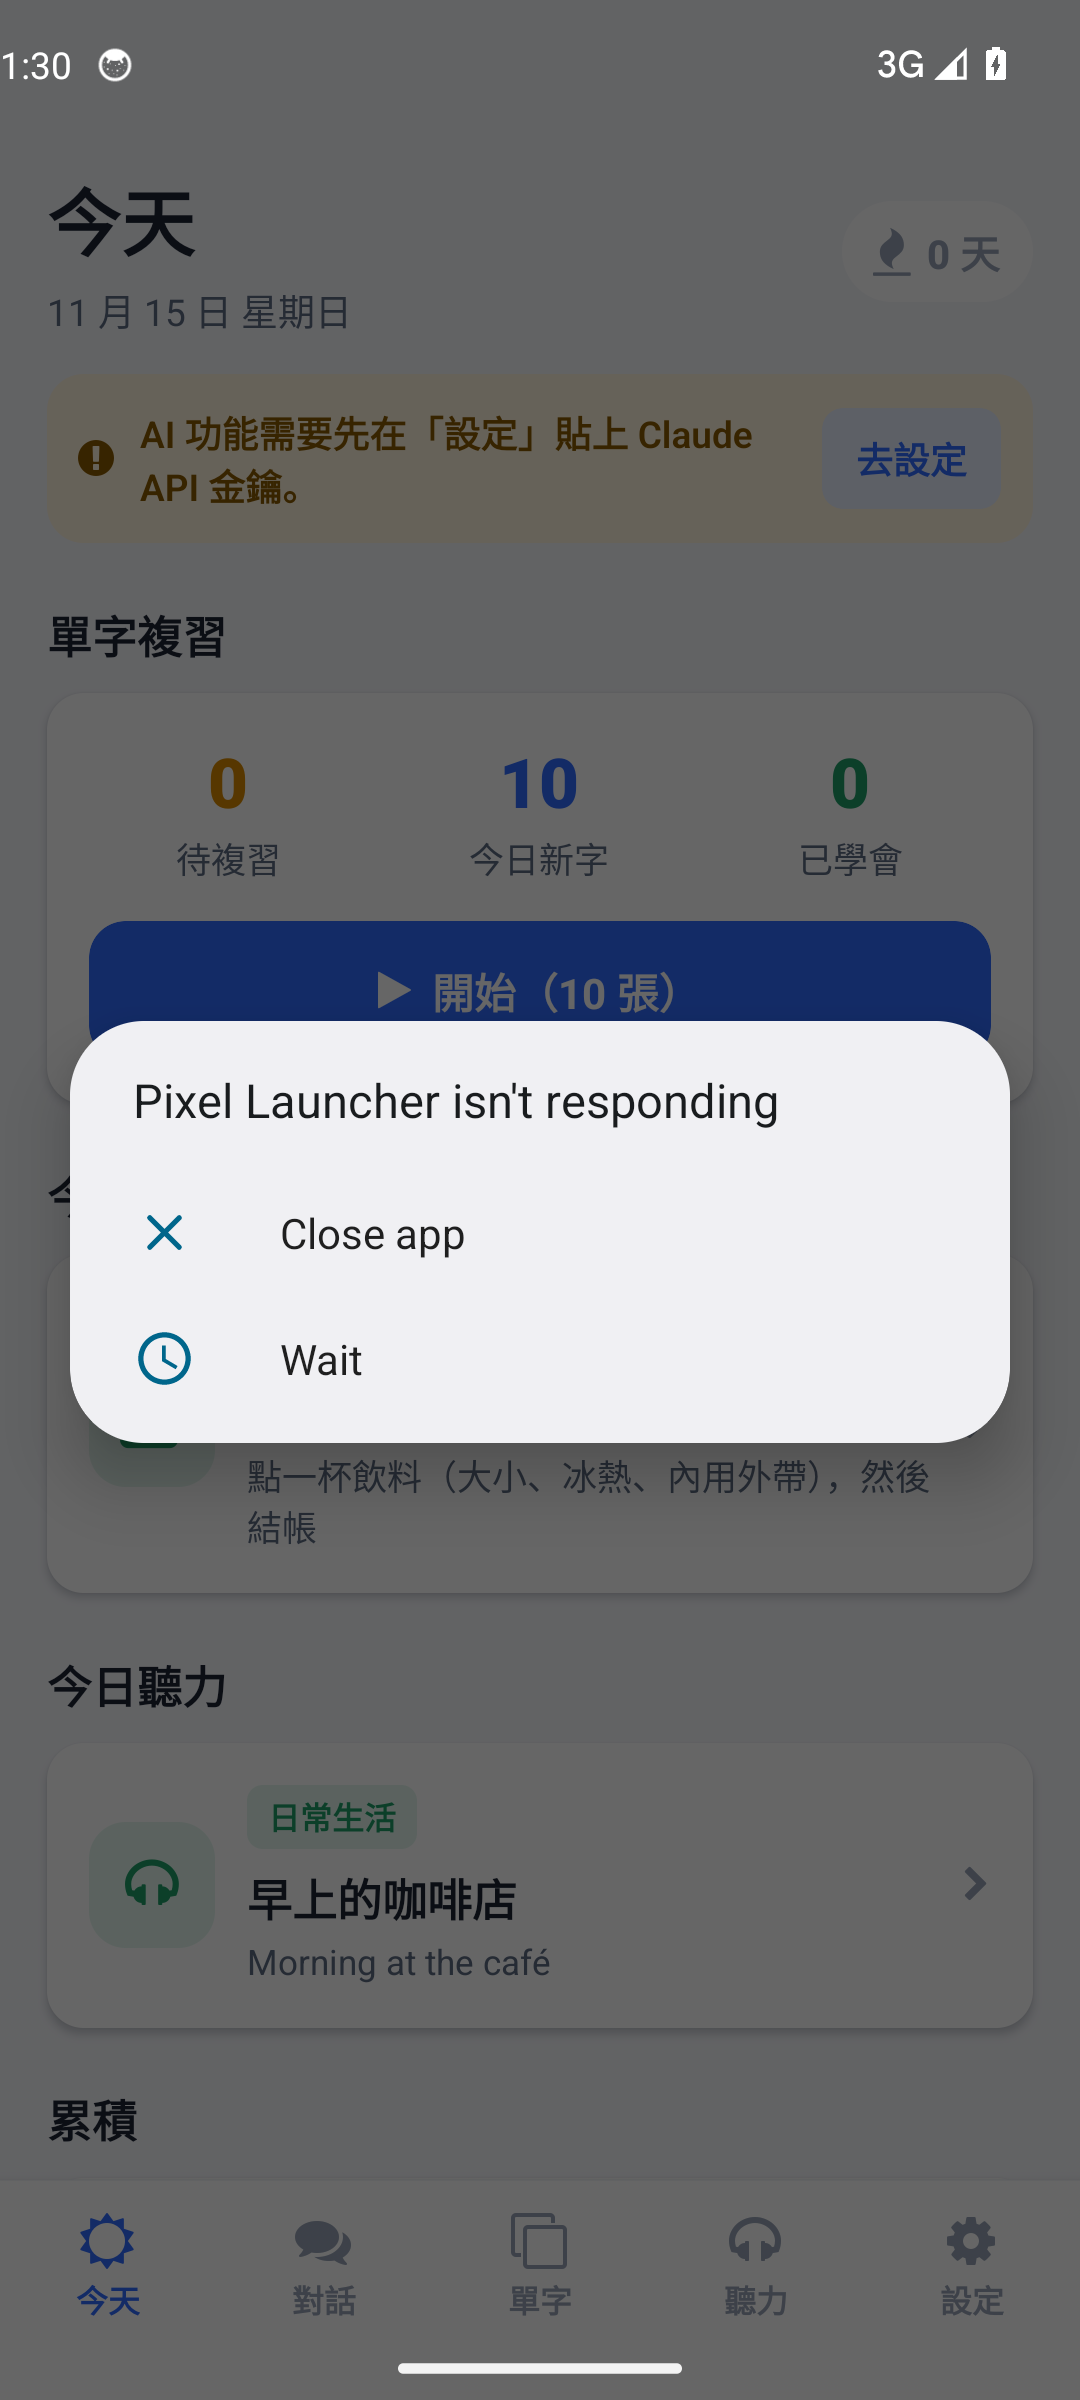 1:30
3G
今天
0 天
11 月 15 日 星期日
AI 功能需要先在「設定」貼上 Claude
API 金鑰。
去設定
單字複習
0
10
0
待複習
今日新字
已學會
開始（10 張）
Pixel Launcher isn't responding
Close app
Wait
點一杯飲料（大小、冰熱、內用外帶），然後
結帳
今日聽力
日常生活
早上的咖啡店
Morning at the café
累積
今天
對話
單字
聽力
設定